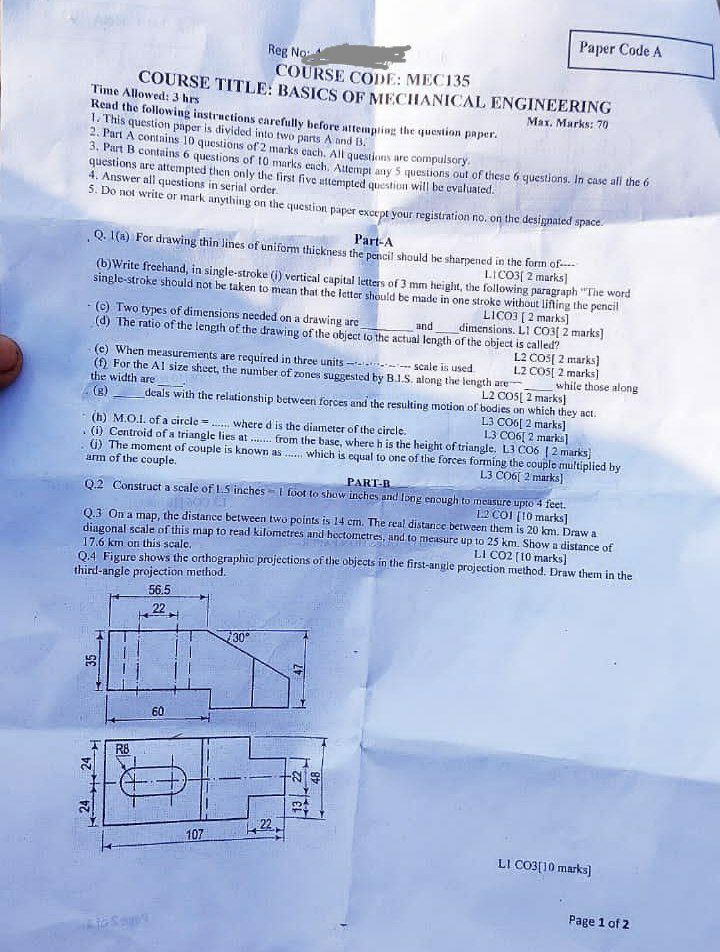 Reg No:
Paper Code A
COURSE CODE: MEC135
COURSE TITLE: BASICS OF MECHANICAL ENGINEERING
Time Allowed: 3 hrs
Max. Marks: 70
Read the following instructions carefully before attempting the question paper.
1. This question paper is divided into two parts A and B.
2. Part A contains 10 questions of 2 marks each. All questions are compulsory.
3. Part B contains 6 questions of 10 marks each. Attempt any 5 questions out of these 6 questions. In case all the 6
questions are attempted then only the first five attempted question will be evaluated.
4. Answer all questions in serial order.
5. Do not write or mark anything on the question paper except your registration no. on the designated space.
Part-A
Q. 1(a) For drawing thin lines of uniform thickness the pencil should be sharpened in the form of----
L1CO3[ 2 marks]
(b)Write freehand, in single-stroke (i) vertical capital letters of 3 mm height, the following paragraph "The word
single-stroke should not be taken to mean that the letter should be made in one stroke without lifting the pencil
L1CO3 [ 2 marks]
(c) Two types of dimensions needed on a drawing are ________ and ____ dimensions. L1 CO3[ 2 marks]
(d) The ratio of the length of the drawing of the object to the actual length of the object is called?
L2 CO5[ 2 marks]
(e) When measurements are required in three units ------------ scale is used.
L2 CO5[ 2 marks]
(f) For the A1 size sheet, the number of zones suggested by B.I.S. along the length are ____ while those along
the width are ____.
L2 CO5[ 2 marks]
(g) ____ deals with the relationship between forces and the resulting motion of bodies on which they act.
L3 CO6[ 2 marks]
(h) M.O.I. of a circle = ...... where d is the diameter of the circle.
L3 CO6[ 2 marks]
(i) Centroid of a triangle lies at ....... from the base, where h is the height of triangle. L3 CO6 [ 2 marks]
(j) The moment of couple is known as ...... which is equal to one of the forces forming the couple multiplied by
arm of the couple.
L3 CO6[ 2 marks]
PART-B
Q.2 Construct a scale of 1.5 inches = 1 foot to show inches and long enough to measure upto 4 feet.
L2 CO1 [10 marks]
Q.3 On a map, the distance between two points is 14 cm. The real distance between them is 20 km. Draw a
diagonal scale of this map to read kilometres and hectometres, and to measure up to 25 km. Show a distance of
17.6 km on this scale.
L1 CO2 [10 marks]
Q.4 Figure shows the orthographic projections of the objects in the first-angle projection method. Draw them in the
third-angle projection method.
56.5
22
30°
35
47
60
R8
24
24
22
48
13
22
107
L1 CO3[10 marks]
Page 1 of 2